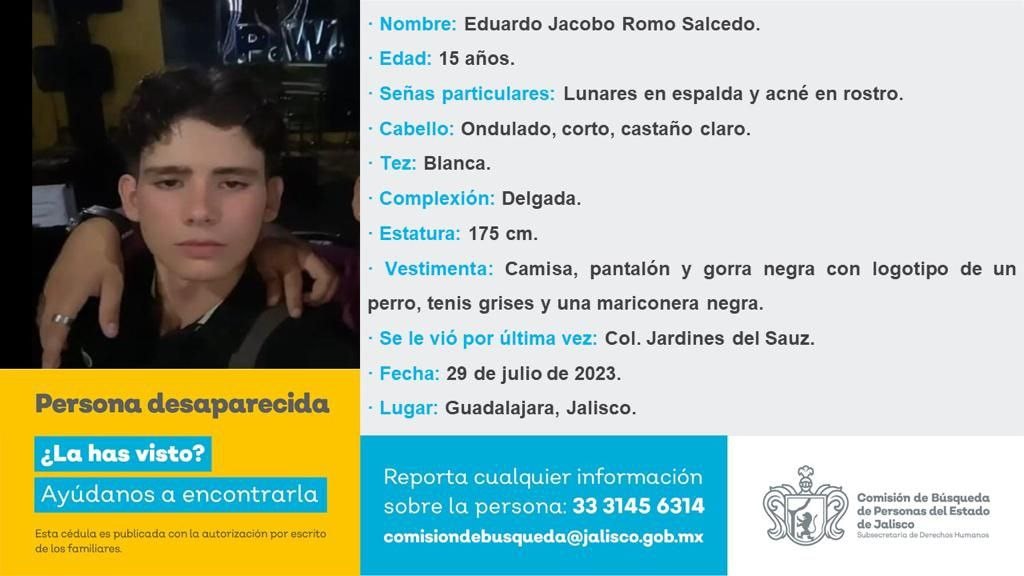 · Nombre: Eduardo Jacobo Romo Salcedo.
· Edad: 15 años.
· Señas particulares: Lunares en espalda y acné en rostro.
· Cabello: Ondulado, corto, castaño claro.
· Tez: Blanca.
· Complexión: Delgada.
· Estatura: 175 cm.
· Vestimenta: Camisa, pantalón y gorra negra con logotipo de un
perro, tenis grises y una mariconera negra.
· Se le vió por última vez: Col. Jardines del Sauz.
· Fecha: 29 de julio de 2023.
· Lugar: Guadalajara, Jalisco.
Persona desaparecida
¿La has visto?
Ayúdanos a encontrarla
Esta cédula es publicada con la autorización por escrito
de los familiares.
Reporta cualquier información
sobre la persona: 33 3145 6314
comisiondebusqueda@jalisco.gob.mx
Comisión de Búsqueda
de Personas del Estado
de Jalisco
Subsecretaría de Derechos Humanos